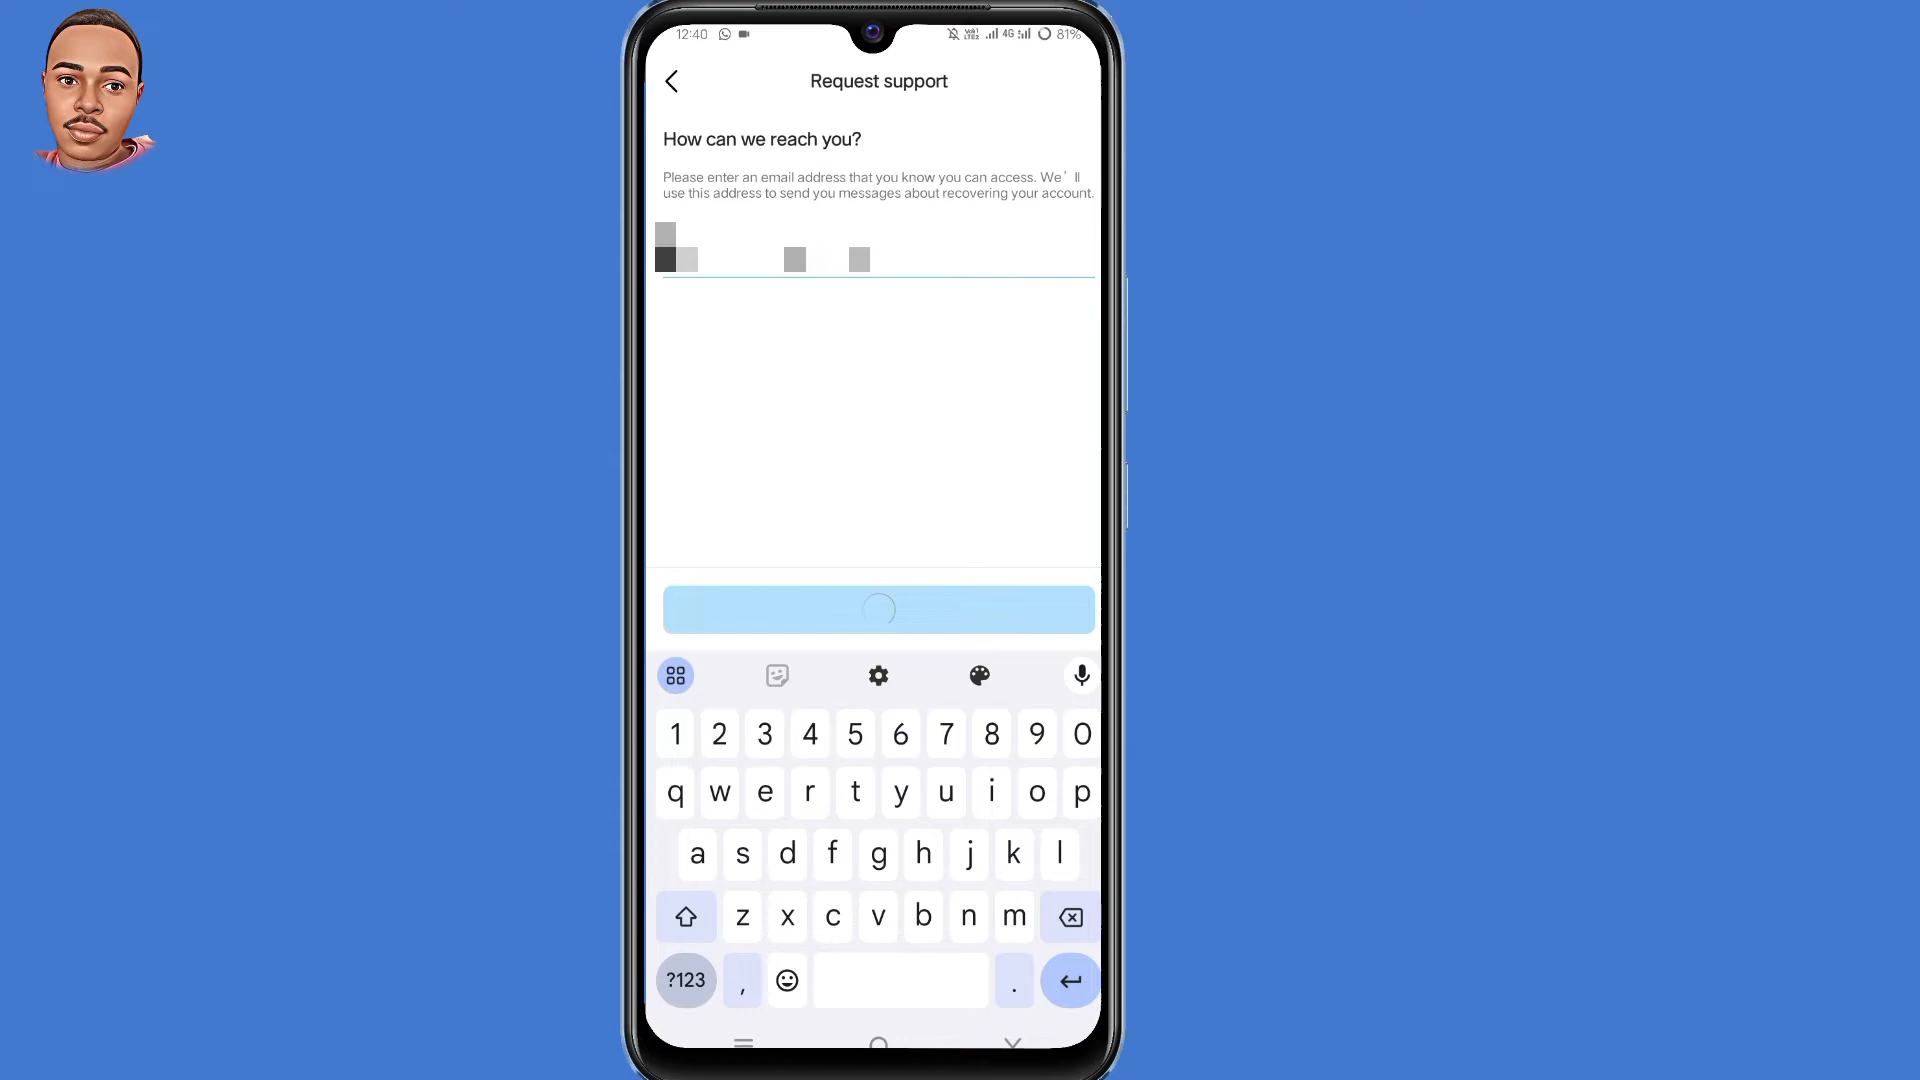 12:40 4G 81%
Request support
How can we reach you?
Please enter an email address that you know you can access. We'll
use this address to send you messages about recovering your account.
1 2 3 4 5 6 7 8 9 0
q w e r t y u i o p
a s d f g h j k l
z x c v b n m
?123 , .